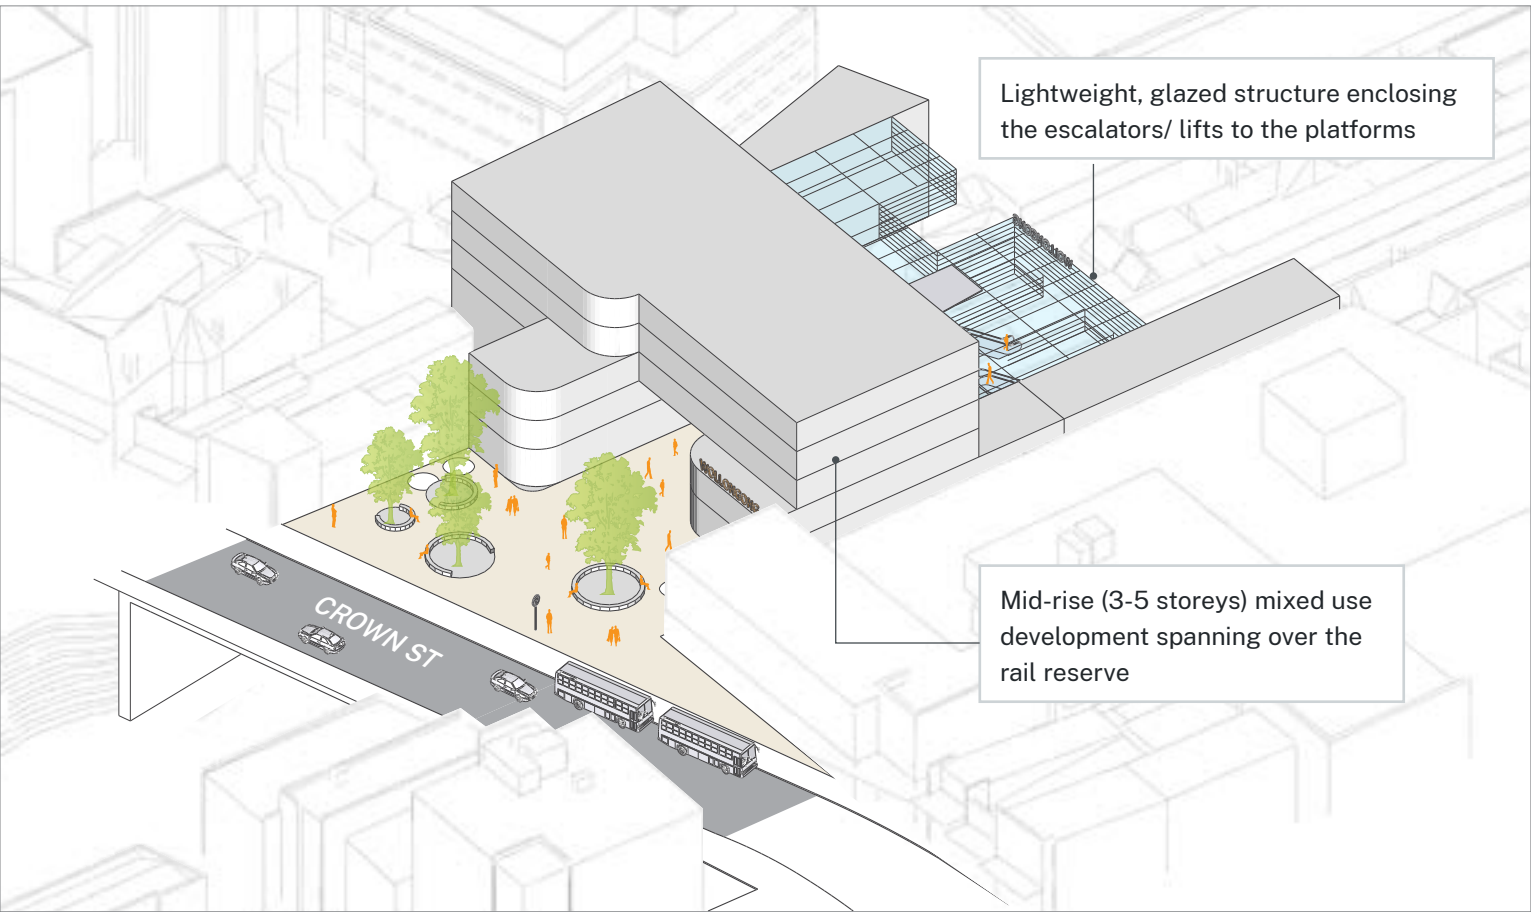 Lightweight, glazed structure enclosing
the escalators/ lifts to the platforms
WOLLONGONG
WOLLONGONG
CROWN ST
Mid-rise (3-5 storeys) mixed use
development spanning over the
rail reserve